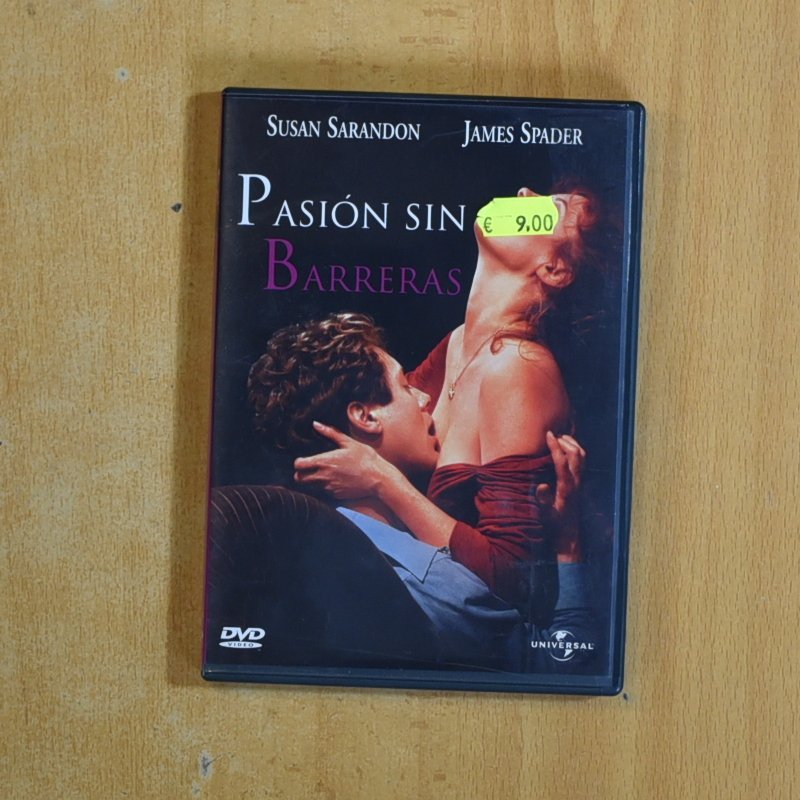 SUSAN SARANDON JAMES SPADER
PASIÓN SIN
€ 9.00
BARRERAS
DVD
VIDEO
UNIVERSAL